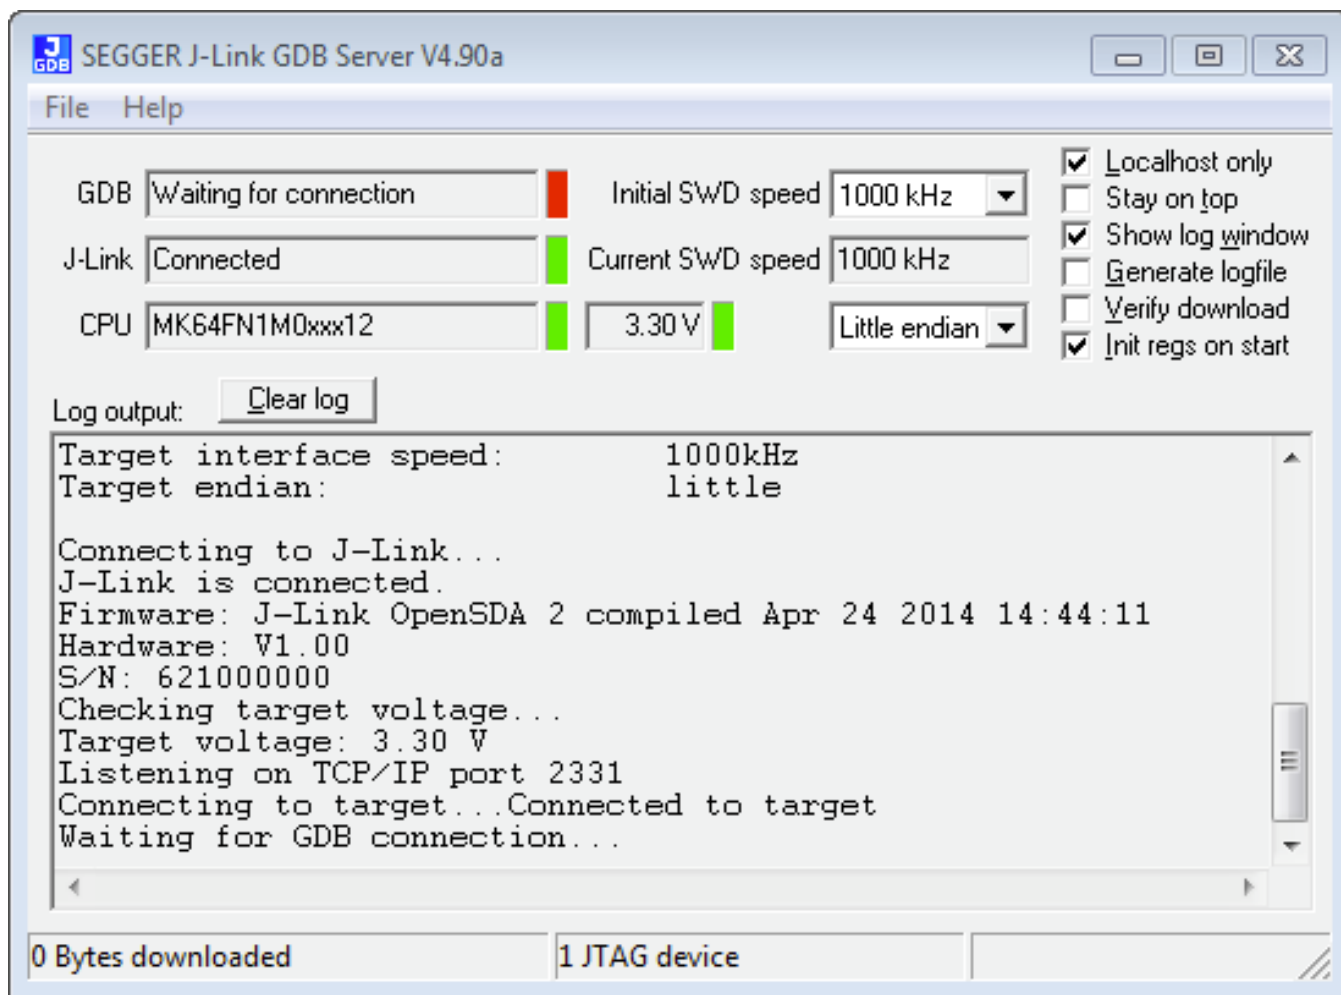 J
GDB
SEGGER J-Link GDB Server V4.90a
File Help
GDB Waiting for connection Initial SWD speed 1000 kHz
J-Link Connected Current SWD speed 1000 kHz
CPU MK64FN1M0xxx12 3.30 V Little endian
Localhost only
Stay on top
Show log window
Generate logfile
Verify download
Init regs on start
Log output: Clear log
Target interface speed: 1000kHz
Target endian: little
Connecting to J-Link...
J-Link is connected.
Firmware: J-Link OpenSDA 2 compiled Apr 24 2014 14:44:11
Hardware: V1.00
S/N: 621000000
Checking target voltage...
Target voltage: 3.30 V
Listening on TCP/IP port 2331
Connecting to target...Connected to target
Waiting for GDB connection...
0 Bytes downloaded 1 JTAG device